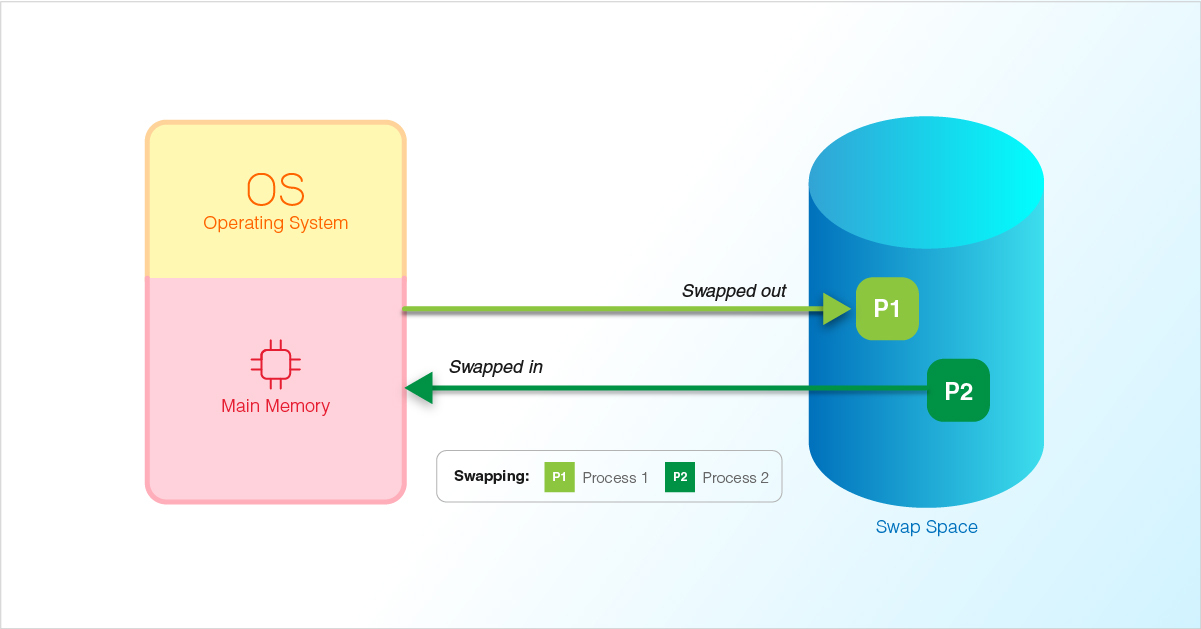 OS
Operating System
Swapped out
P1
Main Memory
Swapped in
P2
Swapping: P1 Process 1 P2 Process 2
Swap Space